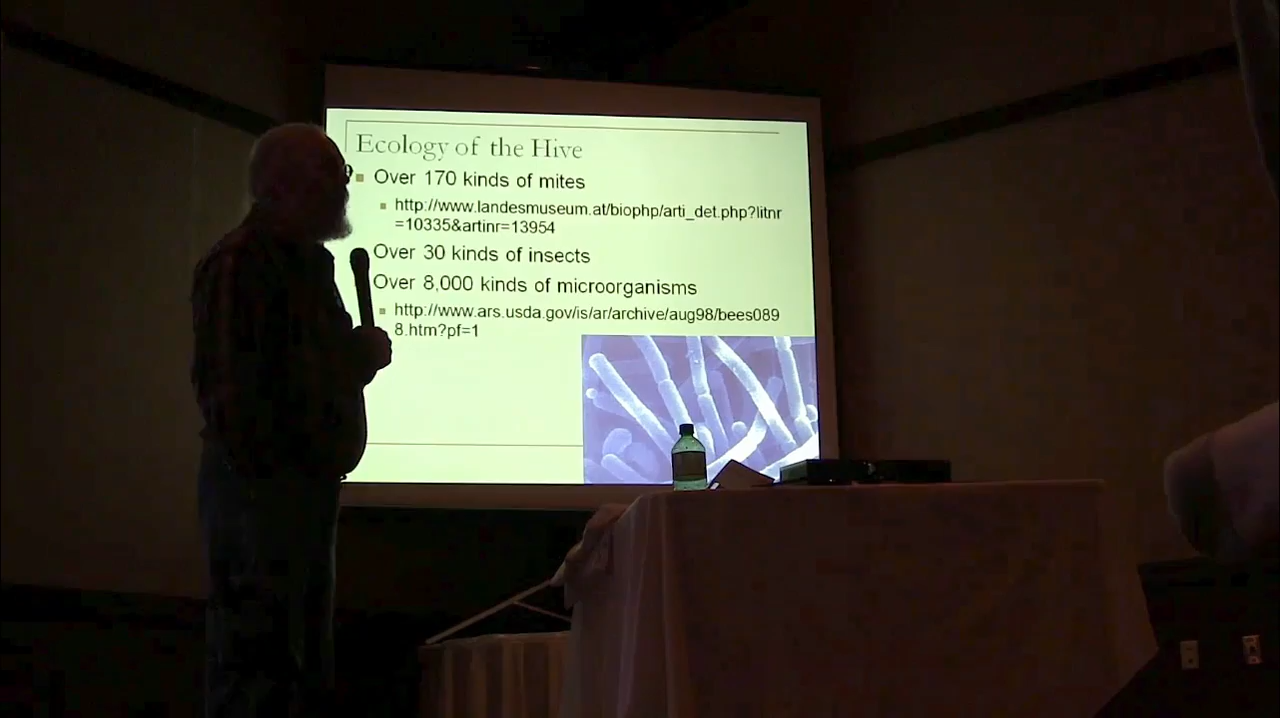 Ecology of the Hive
Over 170 kinds of mites
http://www.landesmuseum.at/biophp/arti_det.php?litnr
=10335&artinr=13954
Over 30 kinds of insects
Over 8,000 kinds of microorganisms
http://www.ars.usda.gov/is/ar/archive/aug98/bees089
8.htm?pf=1